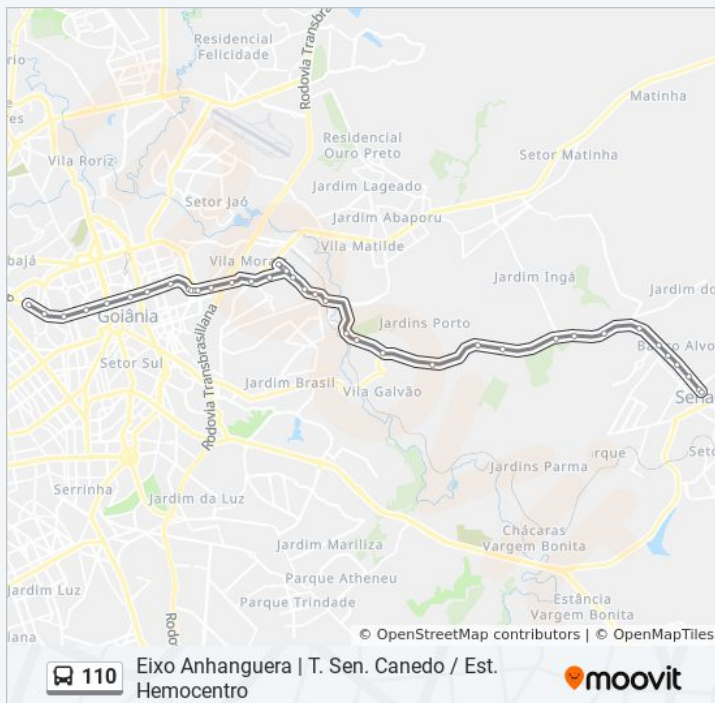 Residencial
Felicidade
Rodovia Transbra
Matinha
ário
res
Vila Roriz
Residencial
Ouro Preto
Setor Matinha
Setor Jaó
Jardim Lageado
Jardim Abaporu
abajá
Vila Mora
Vila Matilde
Jardim Ingá
Jardim do
Goiânia
Jardins Porto
Bairro Alvo
Setor Sul
Rodovia Transbrasiliana
Jardim Brasil
Vila Galvão
Sena
Jardins Parma
rque
Seto
Serrinha
Jardim da Luz
Chácaras
Vargem Bonita
Jardim Mariliza
Parque Atheneu
Jardim Luz
Parque Trindade
Estância
Vargem Bonita
iana
Rodo
© OpenStreetMap contributors | © OpenMapTiles
110 Eixo Anhanguera | T. Sen. Canedo / Est.
Hemocentro
moovit